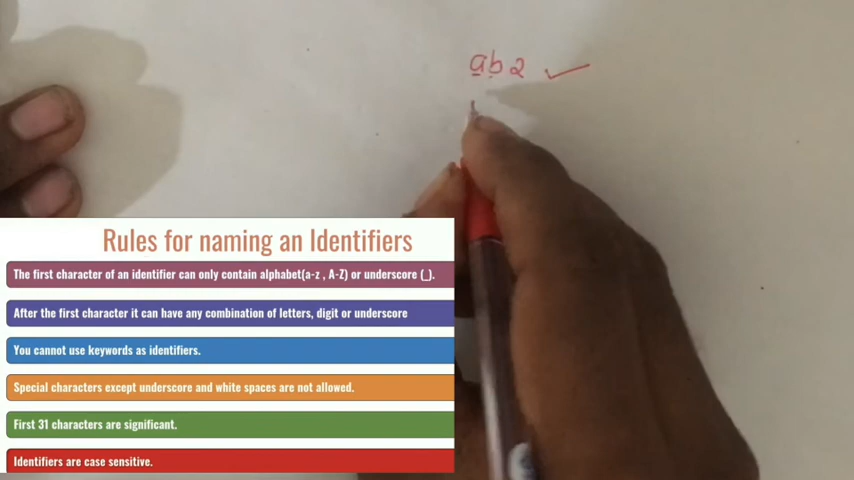 ab2
Rules for naming an Identifiers
The first character of an identifier can only contain alphabet(a-z , A-Z) or underscore (_).
After the first character it can have any combination of letters, digit or underscore
You cannot use keywords as identifiers.
Special characters except underscore and white spaces are not allowed.
First 31 characters are significant.
Identifiers are case sensitive.